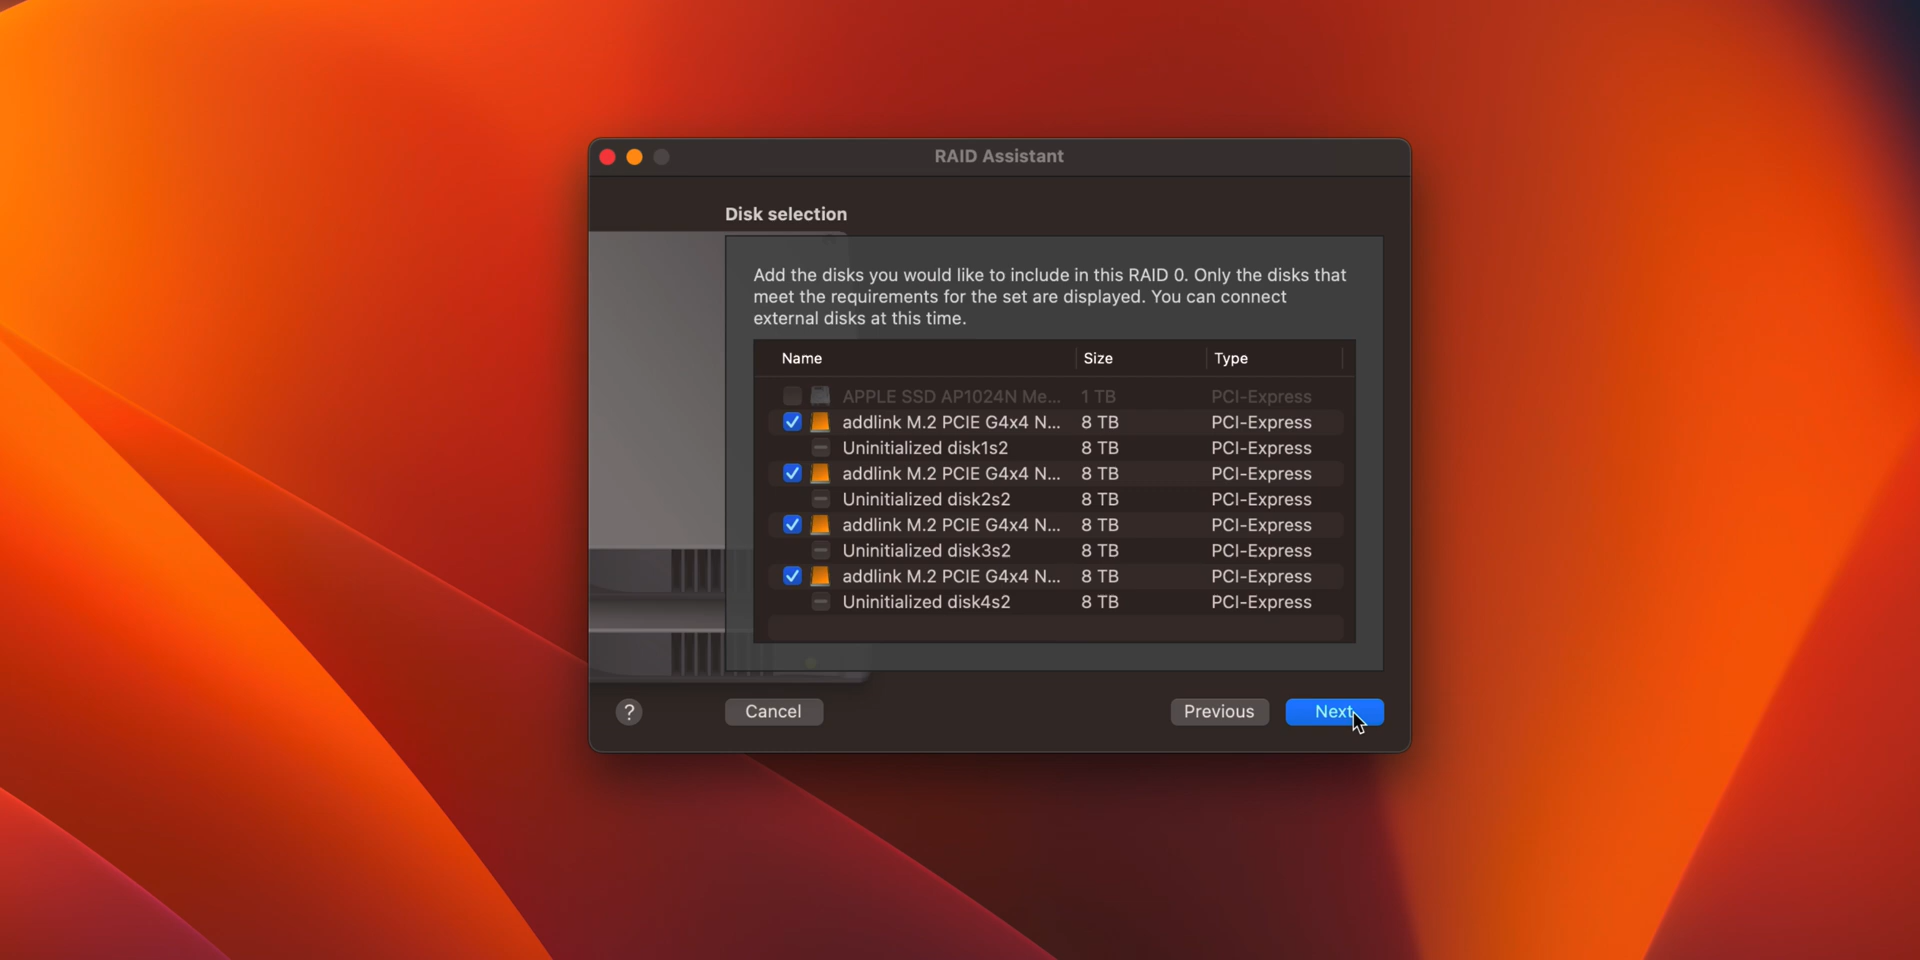 RAID Assistant
Disk selection
Add the disks you would like to include in this RAID 0. Only the disks that
meet the requirements for the set are displayed. You can connect
external disks at this time.
Name Size Type
APPLE SSD AP1024N Me... 1 TB PCI-Express
addlink M.2 PCIE G4x4 N... 8 TB PCI-Express
Uninitialized disk1s2 8 TB PCI-Express
addlink M.2 PCIE G4x4 N... 8 TB PCI-Express
Uninitialized disk2s2 8 TB PCI-Express
addlink M.2 PCIE G4x4 N... 8 TB PCI-Express
Uninitialized disk3s2 8 TB PCI-Express
addlink M.2 PCIE G4x4 N... 8 TB PCI-Express
Uninitialized disk4s2 8 TB PCI-Express
? Cancel Previous Next